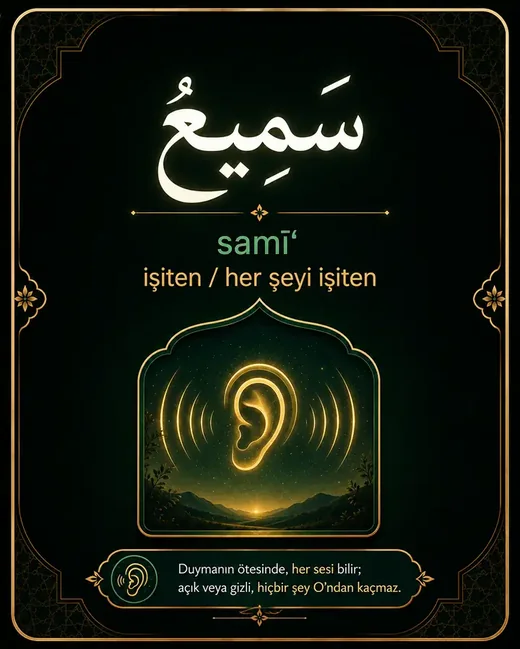 سَمِيعُ
samī‘
işiten / her şeyi işiten
Duymanın ötesinde, her sesi bilir;
açık veya gizli, hiçbir şey O'ndan kaçmaz.